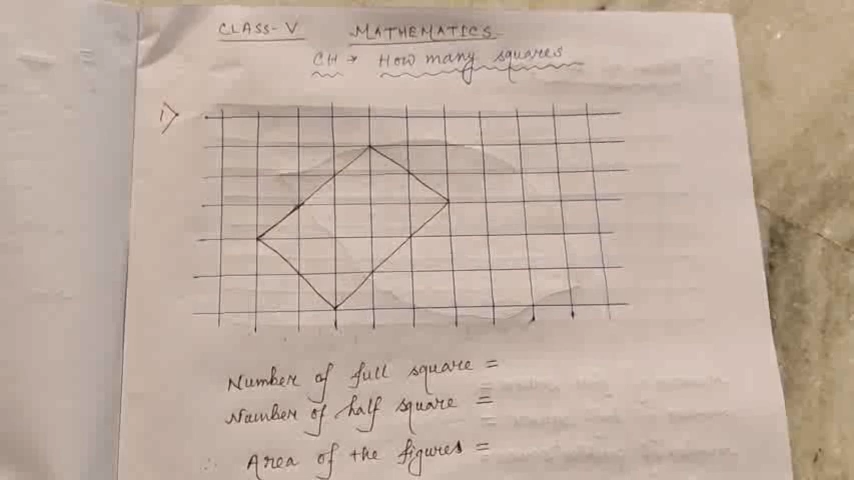 CLASS-V MATHEMATICS
CH → How many squares
1)
Number of full square =
Number of half square =
∴ Area of the figures =